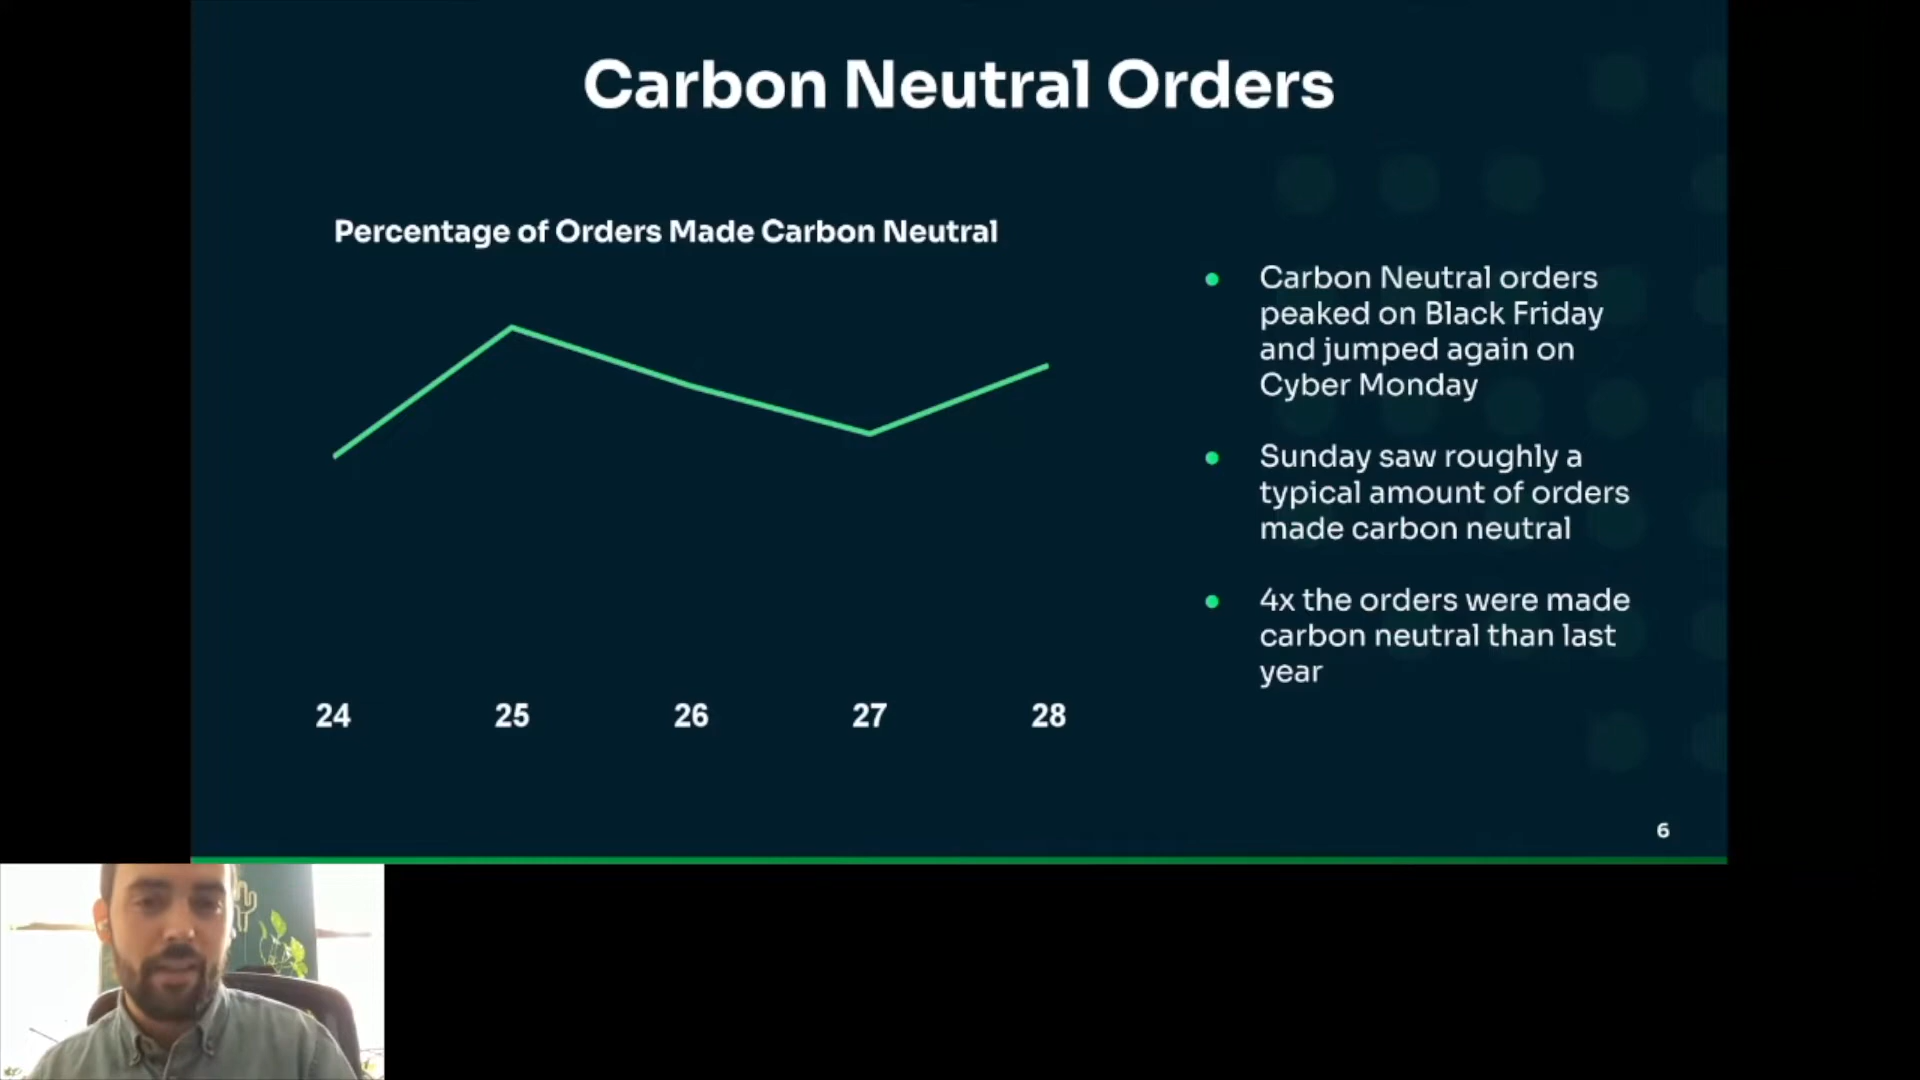 Carbon Neutral Orders
Percentage of Orders Made Carbon Neutral
24 25 26 27 28
Carbon Neutral orders
peaked on Black Friday
and jumped again on
Cyber Monday
Sunday saw roughly a
typical amount of orders
made carbon neutral
4x the orders were made
carbon neutral than last
year
6